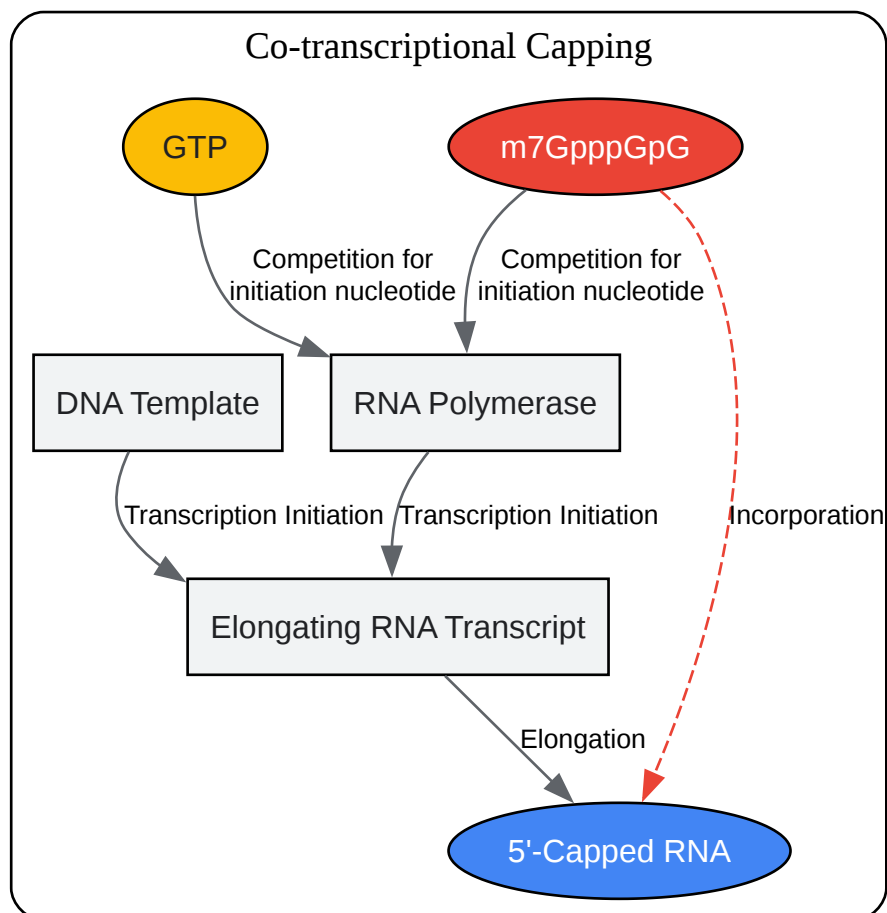 Co-transcriptional Capping
GTP
m7GpppGpG
Competition for
initiation nucleotide
Competition for
initiation nucleotide
DNA Template
RNA Polymerase
Transcription Initiation
Transcription Initiation
Incorporation
Elongating RNA Transcript
Elongation
5'-Capped RNA